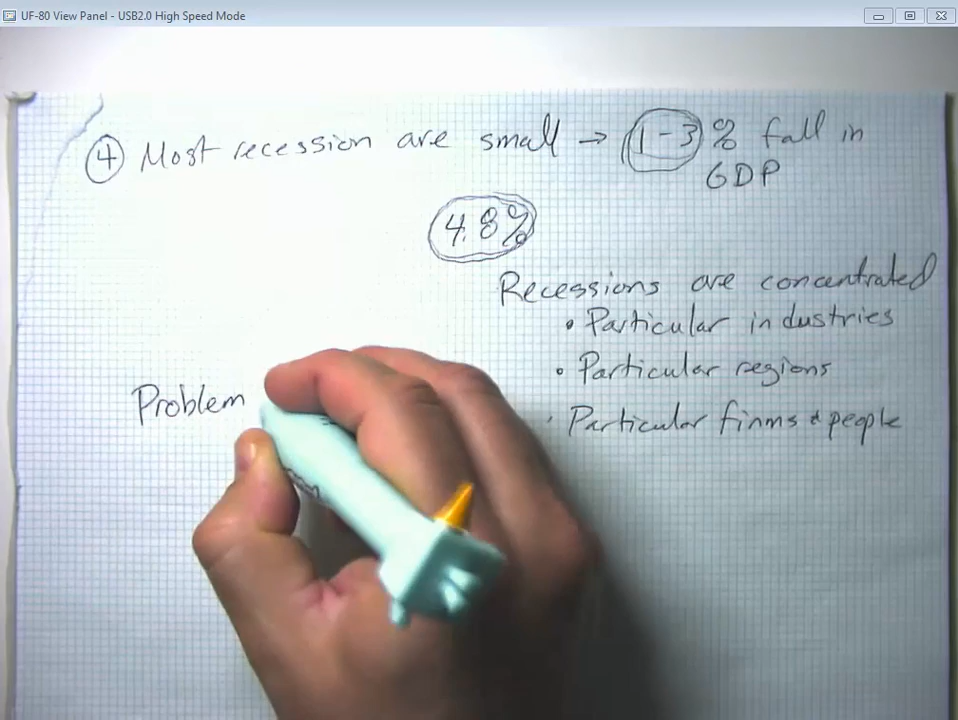 UF-80 View Panel - USB2.0 High Speed Mode
④ Most recession are small → 1-3% fall in
GDP
4.8%
Recessions are concentrated
• Particular industries
• Particular regions
• Particular firms + people
Problem